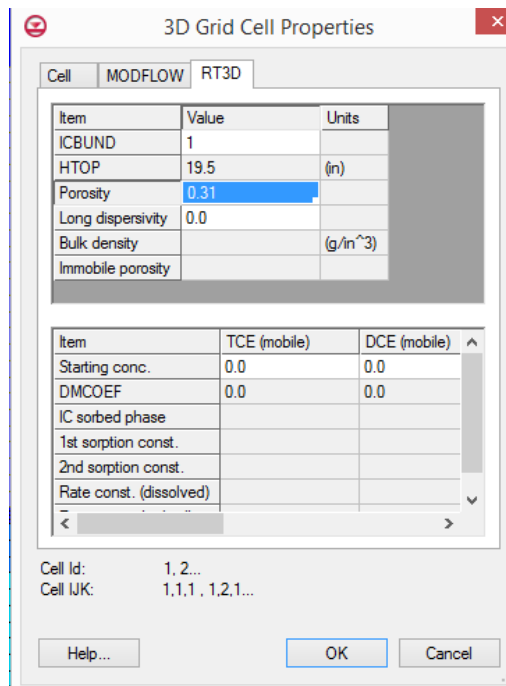 3D Grid Cell Properties
Cell MODFLOW RT3D
Item Value Units
ICBUND 1
HTOP 19.5 (in)
Porosity 0.31
Long dispersivity 0.0
Bulk density (g/in^3)
Immobile porosity
Item TCE (mobile) DCE (mobile)
Starting conc. 0.0 0.0
DMCOEF 0.0 0.0
IC sorbed phase
1st sorption const.
2nd sorption const.
Rate const. (dissolved)
Cell Id: 1, 2...
Cell IJK: 1,1,1 , 1,2,1...
Help... OK Cancel